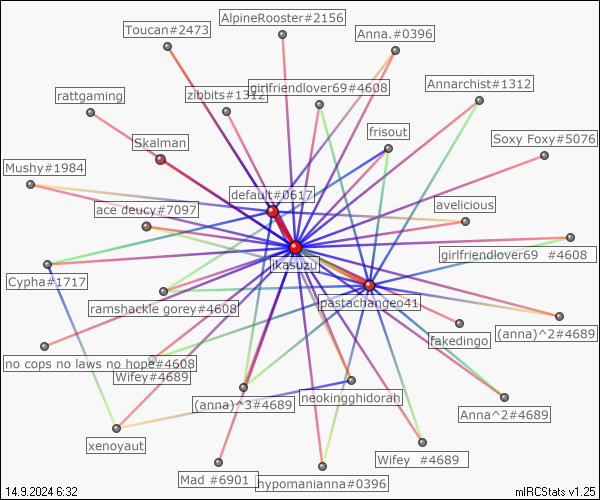 AlpineRooster#2156
Toucan#2473
Anna.#0396
Annarchist#1312
girlfriendlover69#4608
rattgaming
zibbits#1312
frisout
Skalman
Soxy Foxy#5076
Mushy#1984
default#0617
ace deucy#7097
avelicious
girlfriendlover69 #4608
ikasuzu
Cypha#1717
pastachangeo41
ramshackle gorey#4608
(anna)^2#4689
fakedingo
no cops no laws no hope#4608
Wifey#4689
(anna)^3#4689
neokingghidorah
Anna^2#4689
xenoyaut
Wifey #4689
Mad #6901
hypomanianna#0396
14.9.2024 6:32
mIRCStats v1.25